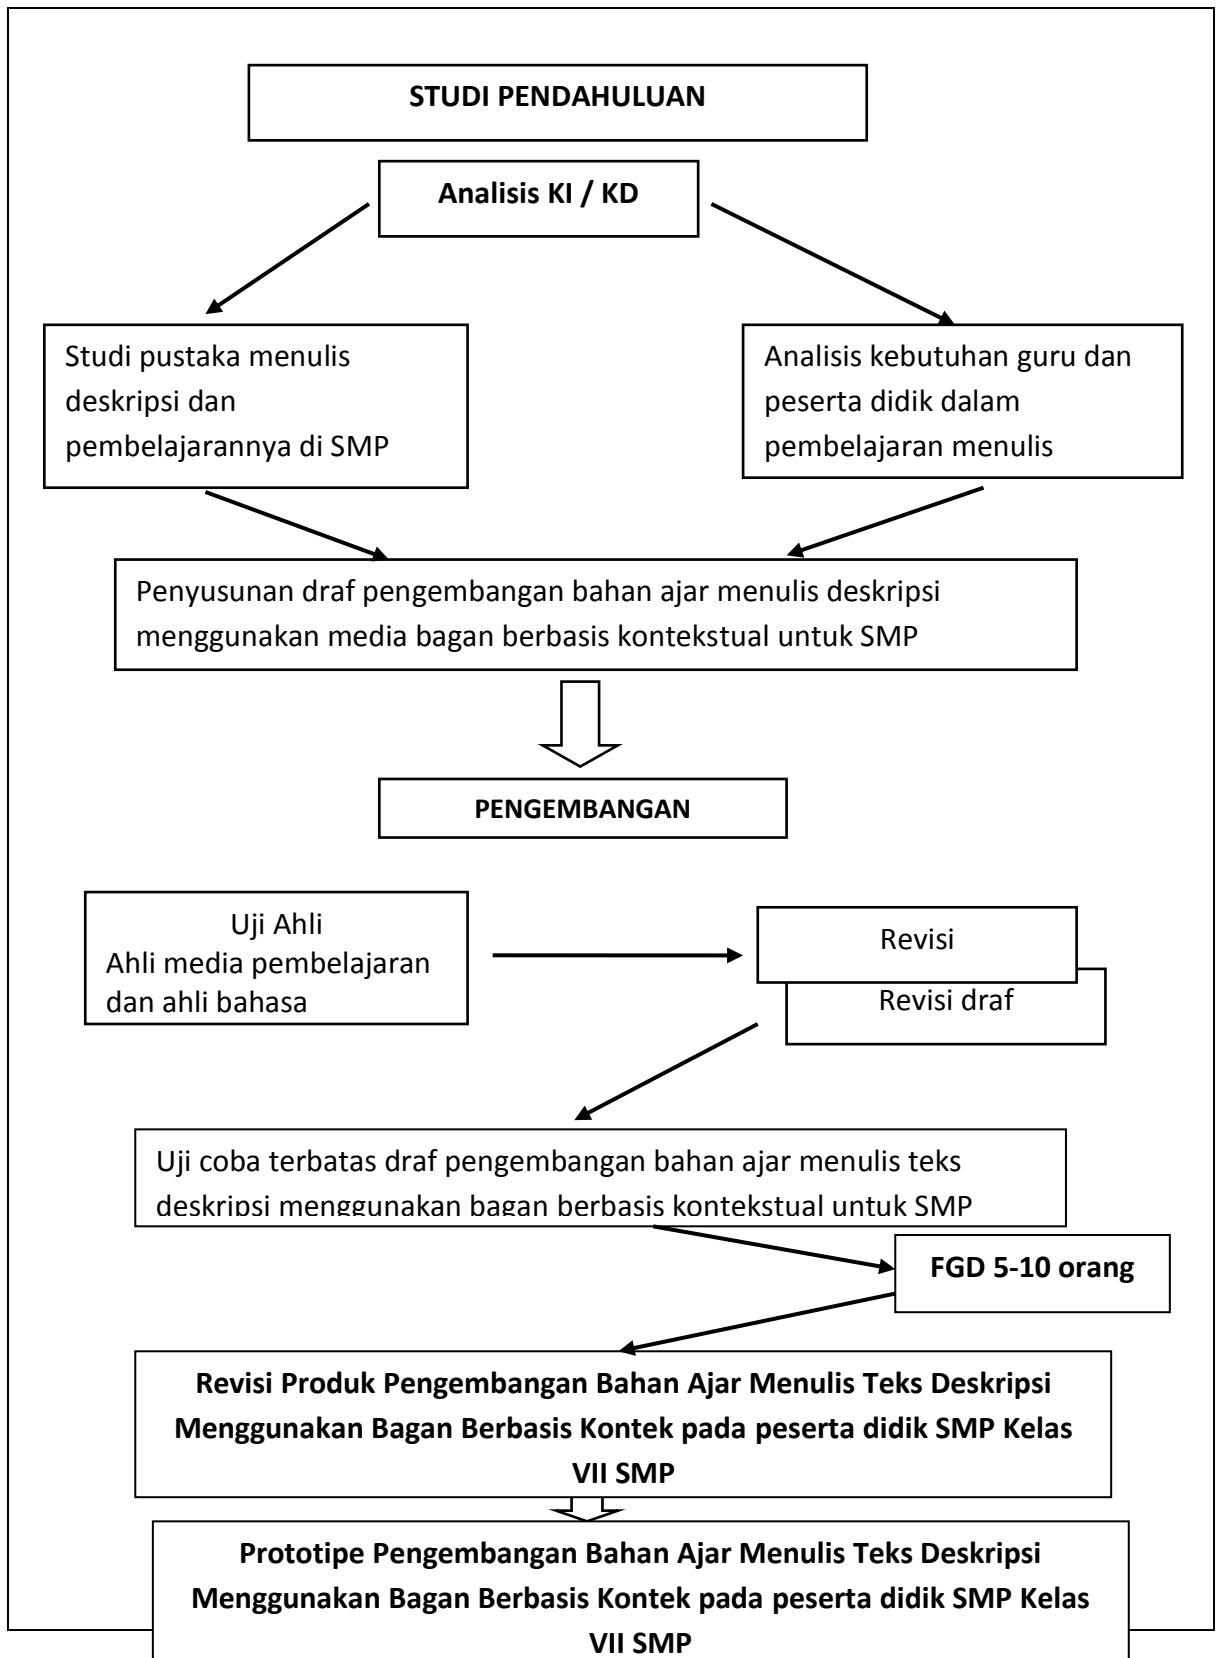 STUDI PENDAHULUAN
Analisis KI / KD
Studi pustaka menulis
deskripsi dan
pembelajarannya di SMP
Analisis kebutuhan guru dan
peserta didik dalam
pembelajaran menulis
Penyusunan draf pengembangan bahan ajar menulis deskripsi
menggunakan media bagan berbasis kontekstual untuk SMP
PENGEMBANGAN
Uji Ahli
Ahli media pembelajaran
dan ahli bahasa
Revisi
Revisi draf
Uji coba terbatas draf pengembangan bahan ajar menulis teks
deskripsi menggunakan bagan berbasis kontekstual untuk SMP
FGD 5-10 orang
Revisi Produk Pengembangan Bahan Ajar Menulis Teks Deskripsi
Menggunakan Bagan Berbasis Kontek pada peserta didik SMP Kelas
VII SMP
Prototipe Pengembangan Bahan Ajar Menulis Teks Deskripsi
Menggunakan Bagan Berbasis Kontek pada peserta didik SMP Kelas
VII SMP